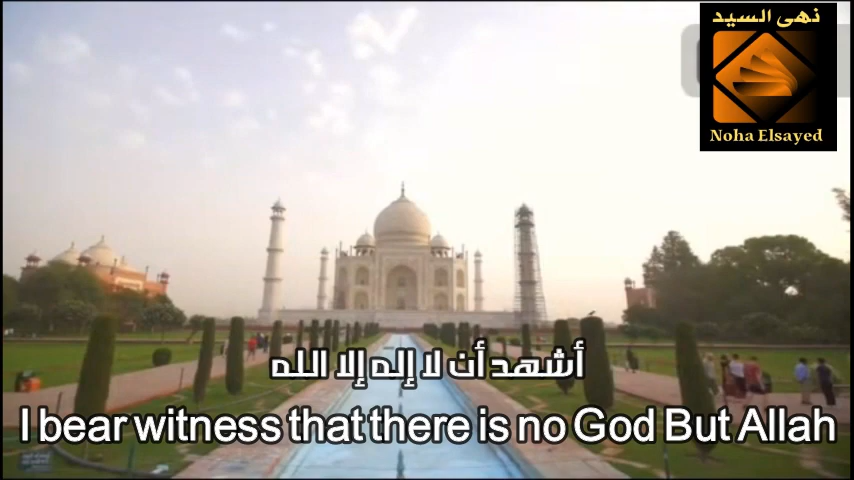 نهى السيد
Noha Elsayed
أشهد أن لا إله إلا الله
I bear witness that there is no God But Allah